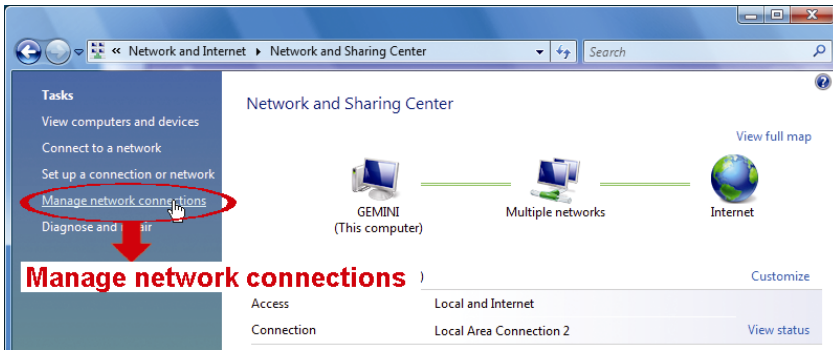 « Network and Internet ▸ Network and Sharing Center
Search
Tasks
View computers and devices
Connect to a network
Set up a connection or network
Manage network connections
Diagnose and
Manage network connections
Network and Sharing Center
View full map
GEMINI
(This computer)
Multiple networks
Internet
)
Customize
Access
Local and Internet
Connection
Local Area Connection 2
View status